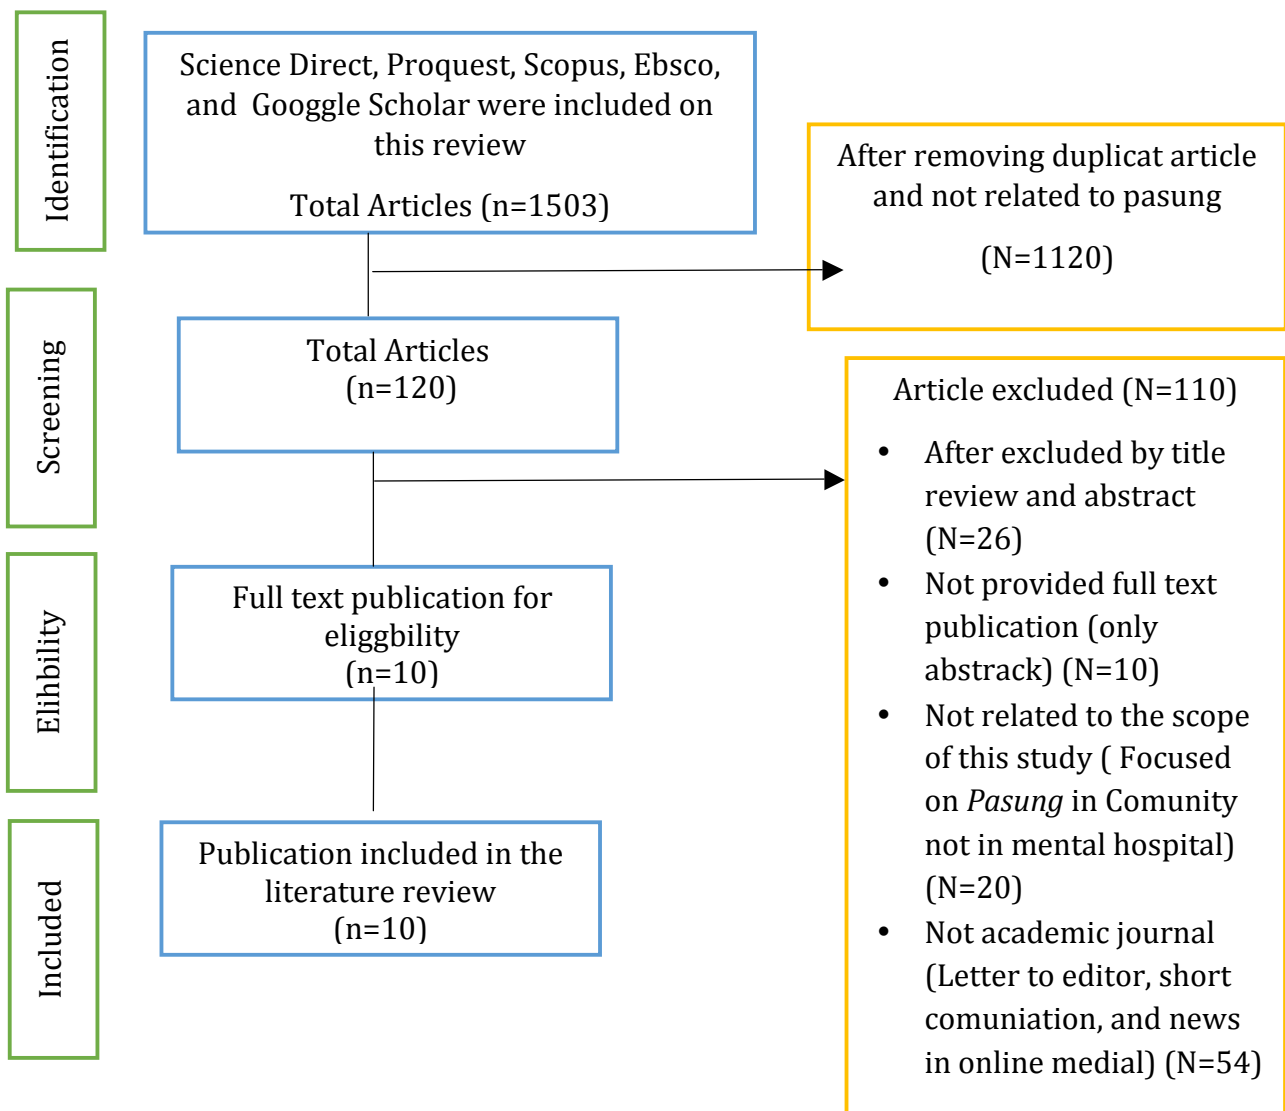 Identification
Science Direct, Proquest, Scopus, Ebsco,
and Googgle Scholar were included on
this review
Total Articles (n=1503)
After removing duplicat article
and not related to pasung
(N=1120)
Screening
Total Articles
(n=120)
Article excluded (N=110)
• After excluded by title
review and abstract
(N=26)
• Not provided full text
publication (only
abstrack) (N=10)
• Not related to the scope
of this study ( Focused
on Pasung in Comunity
not in mental hospital)
(N=20)
• Not academic journal
(Letter to editor, short
comuniation, and news
in online medial) (N=54)
Elihbility
Full text publication for
eliggbility
(n=10)
Included
Publication included in the
literature review
(n=10)